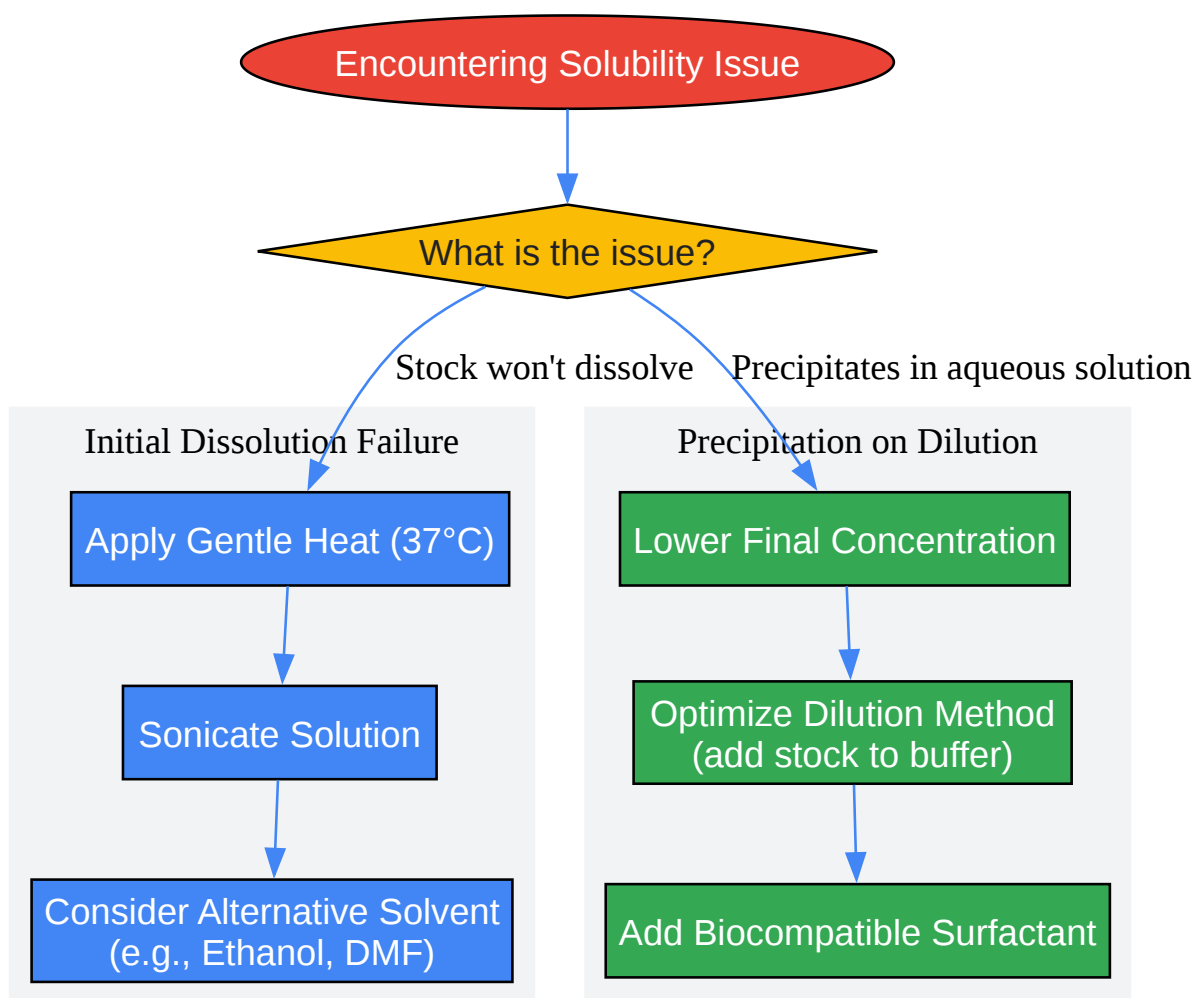 Encountering Solubility Issue
What is the issue?
Stock won't dissolve
Precipitates in aqueous solution
Initial Dissolution Failure
Apply Gentle Heat (37°C)
Sonicate Solution
Consider Alternative Solvent
(e.g., Ethanol, DMF)
Precipitation on Dilution
Lower Final Concentration
Optimize Dilution Method
(add stock to buffer)
Add Biocompatible Surfactant